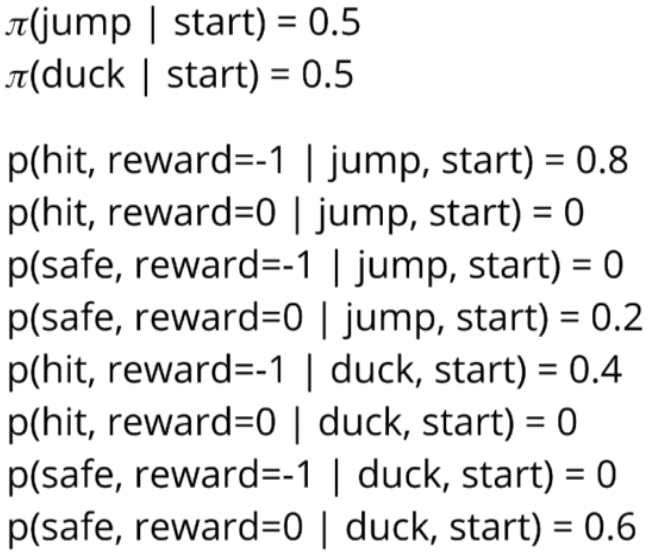 π(jump | start) = 0.5
π(duck | start) = 0.5
p(hit, reward=-1 | jump, start) = 0.8
p(hit, reward=0 | jump, start) = 0
p(safe, reward=-1 | jump, start) = 0
p(safe, reward=0 | jump, start) = 0.2
p(hit, reward=-1 | duck, start) = 0.4
p(hit, reward=0 | duck, start) = 0
p(safe, reward=-1 | duck, start) = 0
p(safe, reward=0 | duck, start) = 0.6